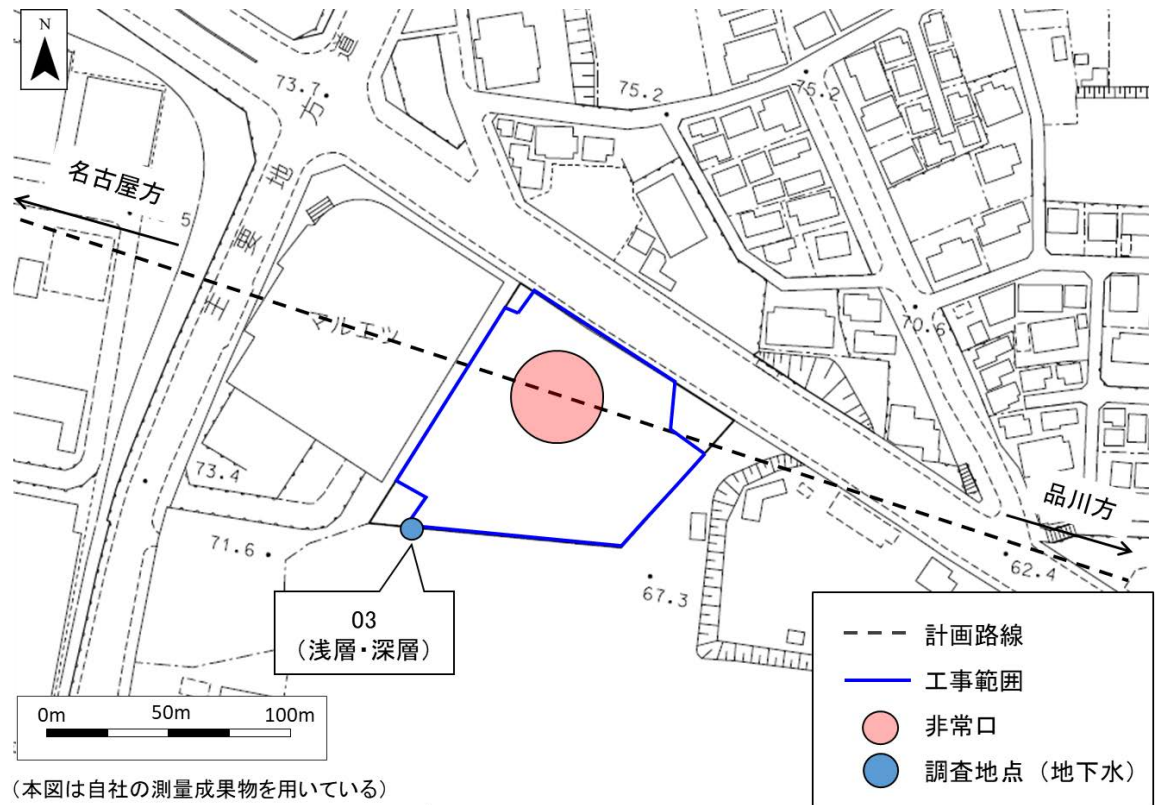 N
73.7
道
方
地
要
主
75.2
75.2
名古屋方
5
マルエツ
70.6
73.4
71.6
67.3
品川方
62.4
03
(浅層・深層)
0m 50m 100m
計画路線
工事範囲
非常口
調査地点（地下水）
(本図は自社の測量成果物を用いている)